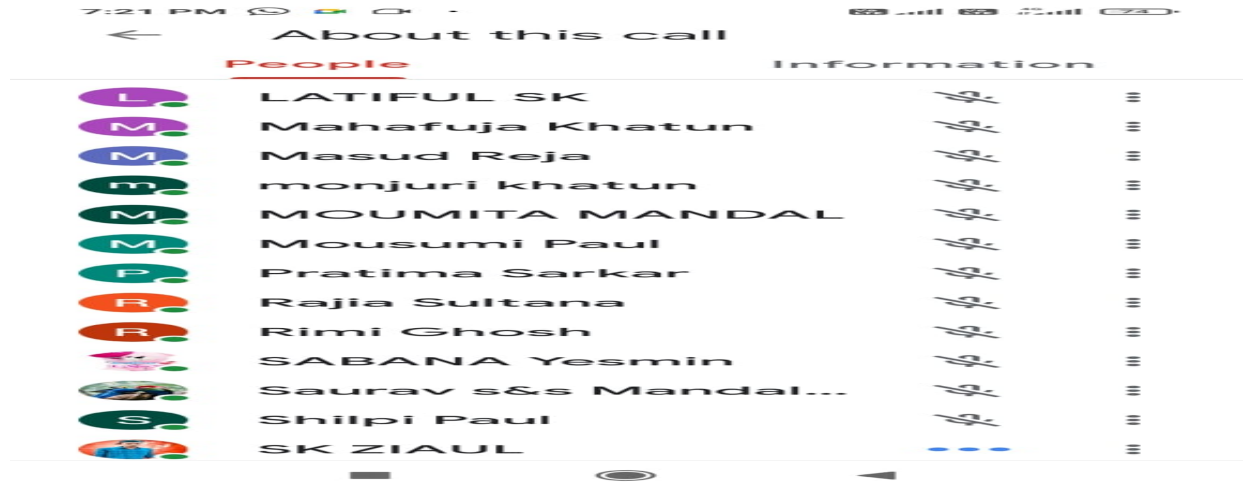 7:21 PM
74
About this call
People Information
L LATIFUL SK
M Mahafuja Khatun
M Masud Reja
m monjuri khatun
M MOUMITA MANDAL
M Mousumi Paul
P Pratima Sarkar
R Rajia Sultana
R Rimi Ghosh
SABANA Yesmin
Saurav s&s Mandal...
S Shilpi Paul
SK ZIAUL